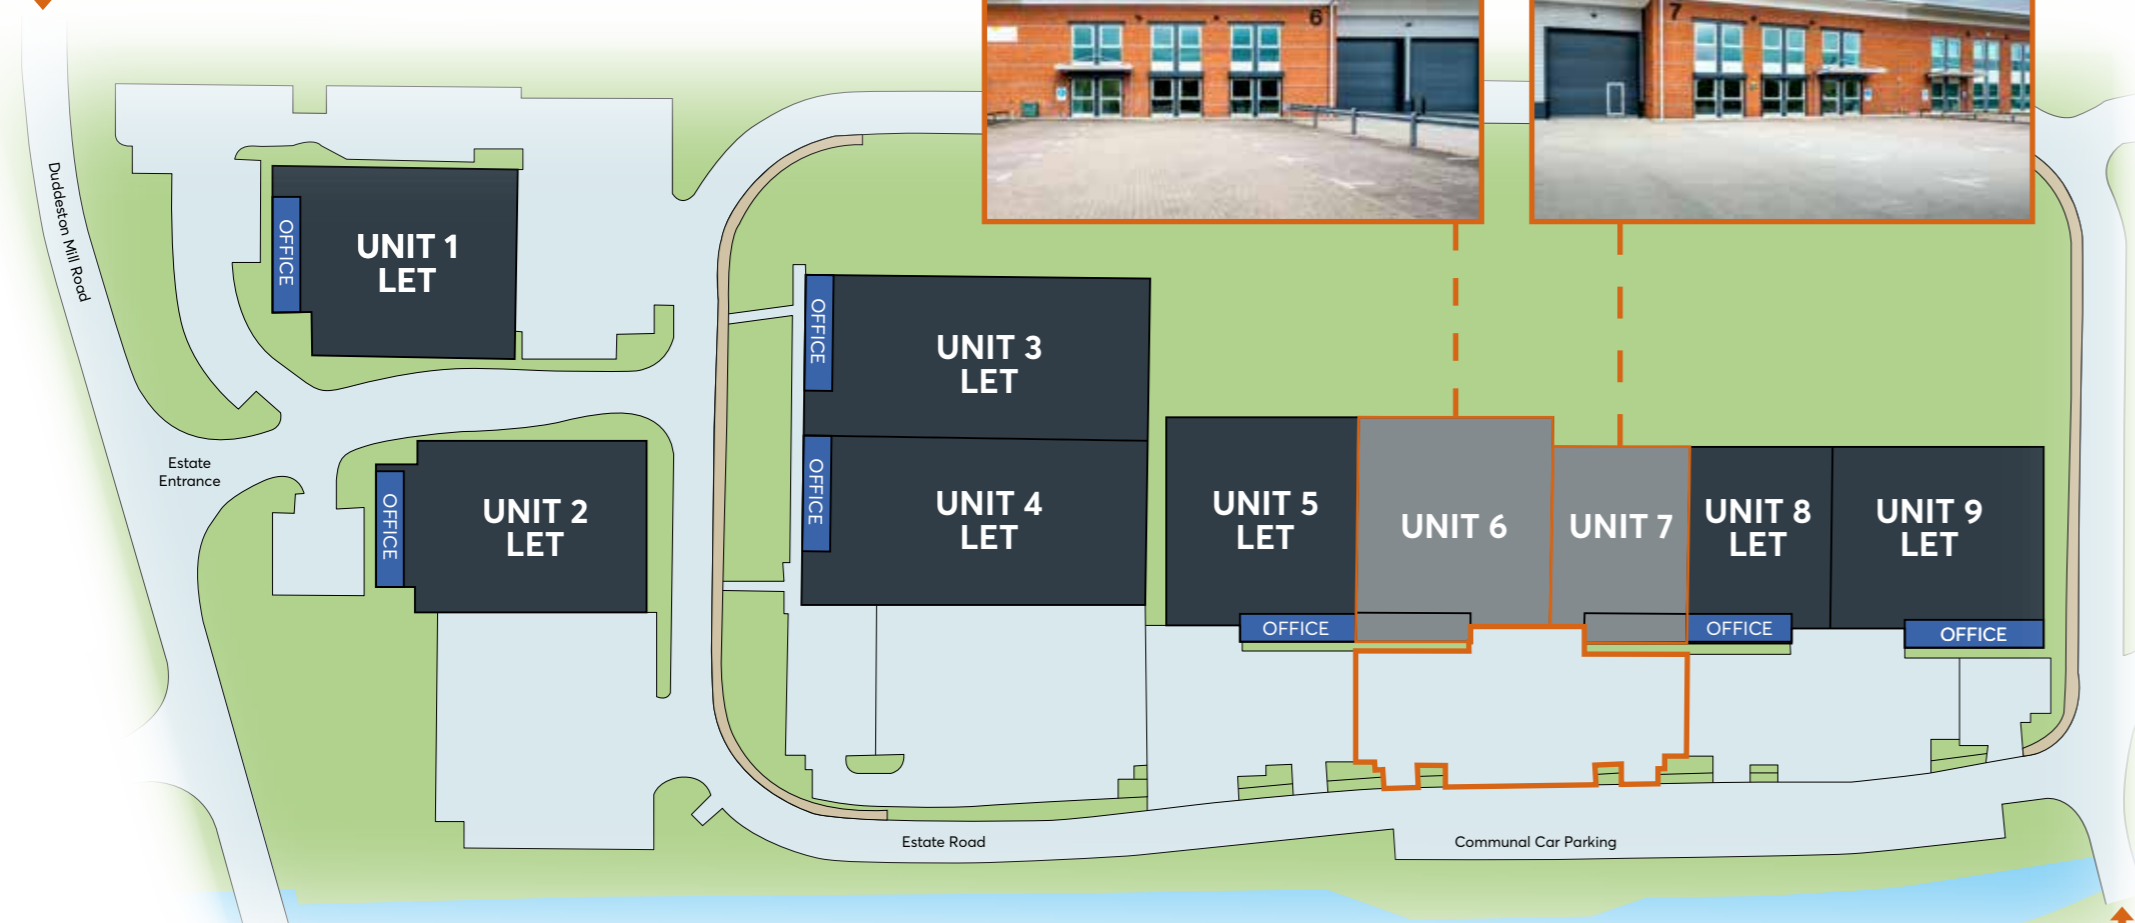 6
7
Duddeston Mill Road
OFFICE
UNIT 1
LET
OFFICE
UNIT 3
LET
Estate
Entrance
OFFICE
UNIT 2
LET
OFFICE
UNIT 4
LET
UNIT 5
LET
UNIT 6
UNIT 7
UNIT 8
LET
UNIT 9
LET
OFFICE
OFFICE
OFFICE
Estate Road
Communal Car Parking